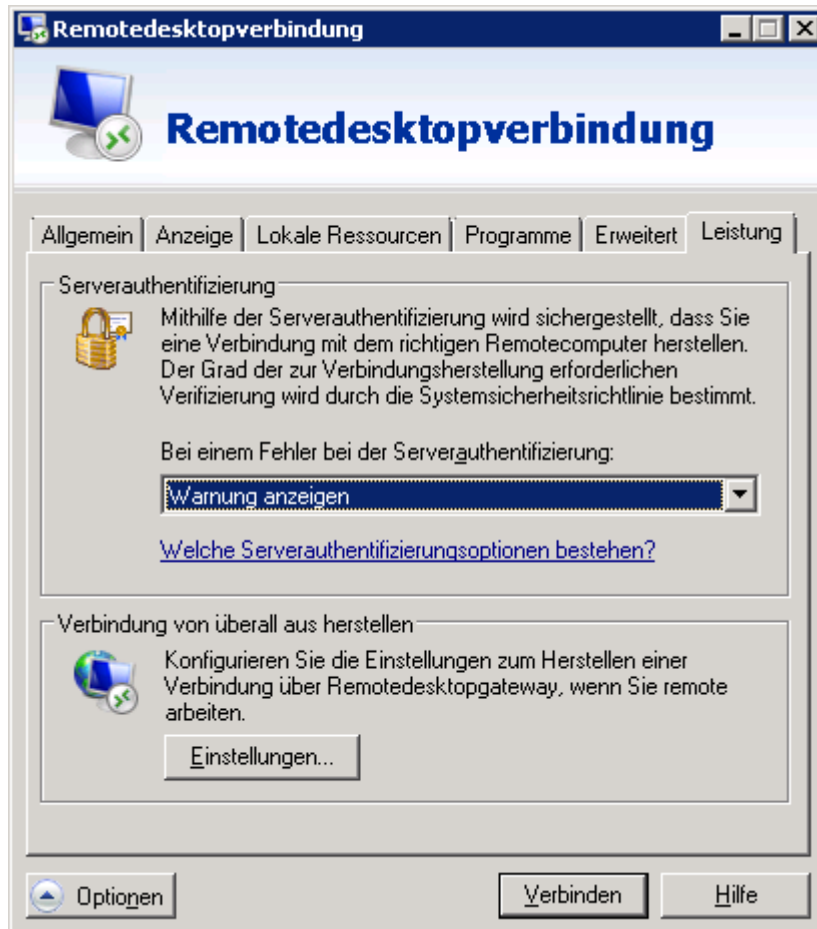 Remotedesktopverbindung
Remotedesktopverbindung
Allgemein Anzeige Lokale Ressourcen Programme Erweitert Leistung
Serverauthentifizierung
Mithilfe der Serverauthentifizierung wird sichergestellt, dass Sie
eine Verbindung mit dem richtigen Remotecomputer herstellen.
Der Grad der zur Verbindungsherstellung erforderlichen
Verifizierung wird durch die Systemsicherheitsrichtlinie bestimmt.
Bei einem Fehler bei der Serverauthentifizierung:
Warnung anzeigen
Welche Serverauthentifizierungsoptionen bestehen?
Verbindung von überall aus herstellen
Konfigurieren Sie die Einstellungen zum Herstellen einer
Verbindung über Remotedesktopgateway, wenn Sie remote
arbeiten.
Einstellungen...
Optionen Verbinden Hilfe